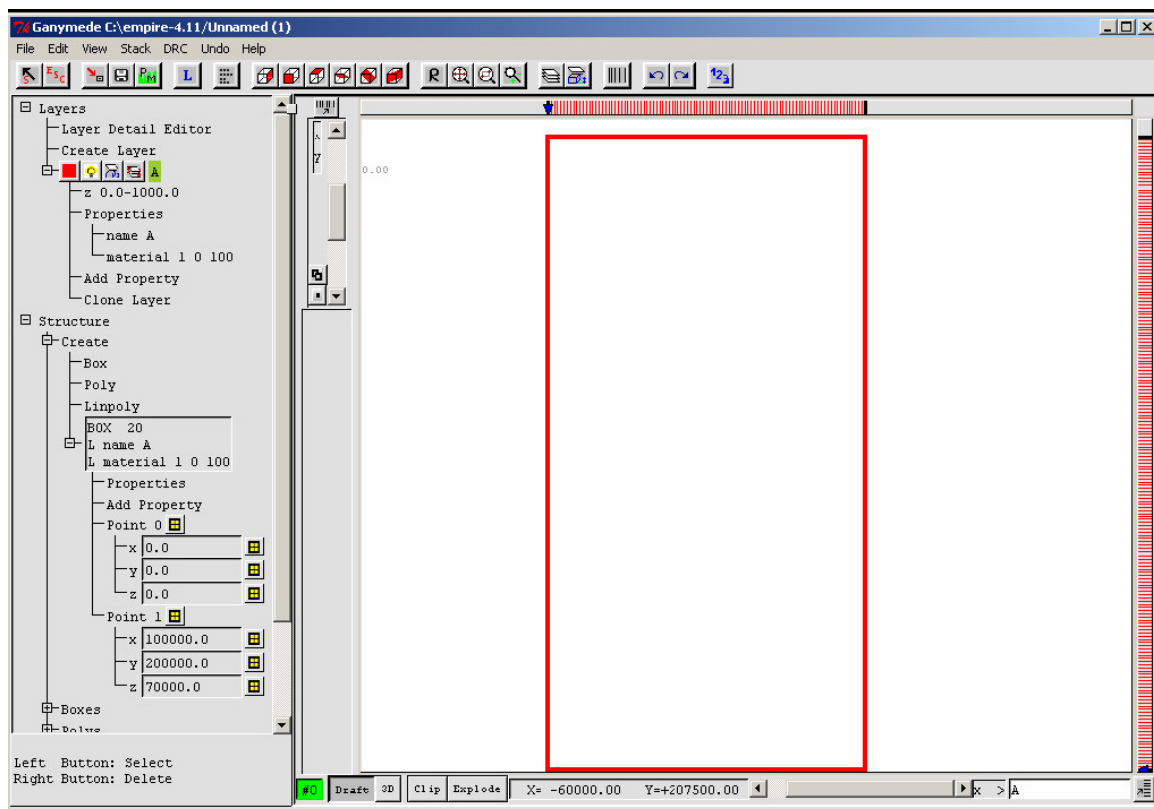 Ganymede C:\empire-4.11/Unnamed (1)
File Edit View Stack DRC Undo Help
S Esc PM L R 123
Layers
Layer Detail Editor
Create Layer
A
z 0.0-1000.0
Properties
name A
material 1 0 100
Add Property
Clone Layer
Structure
Create
Box
Poly
Linpoly
BOX 20
L name A
L material 1 0 100
Properties
Add Property
Point 0
x 0.0
y 0.0
z 0.0
Point 1
x 100000.0
y 200000.0
z 70000.0
Boxes
Polys
Left Button: Select
Right Button: Delete
Y
0.00
#0 Draft 3D Clip Explode X= -60000.00 Y=+207500.00 x > A